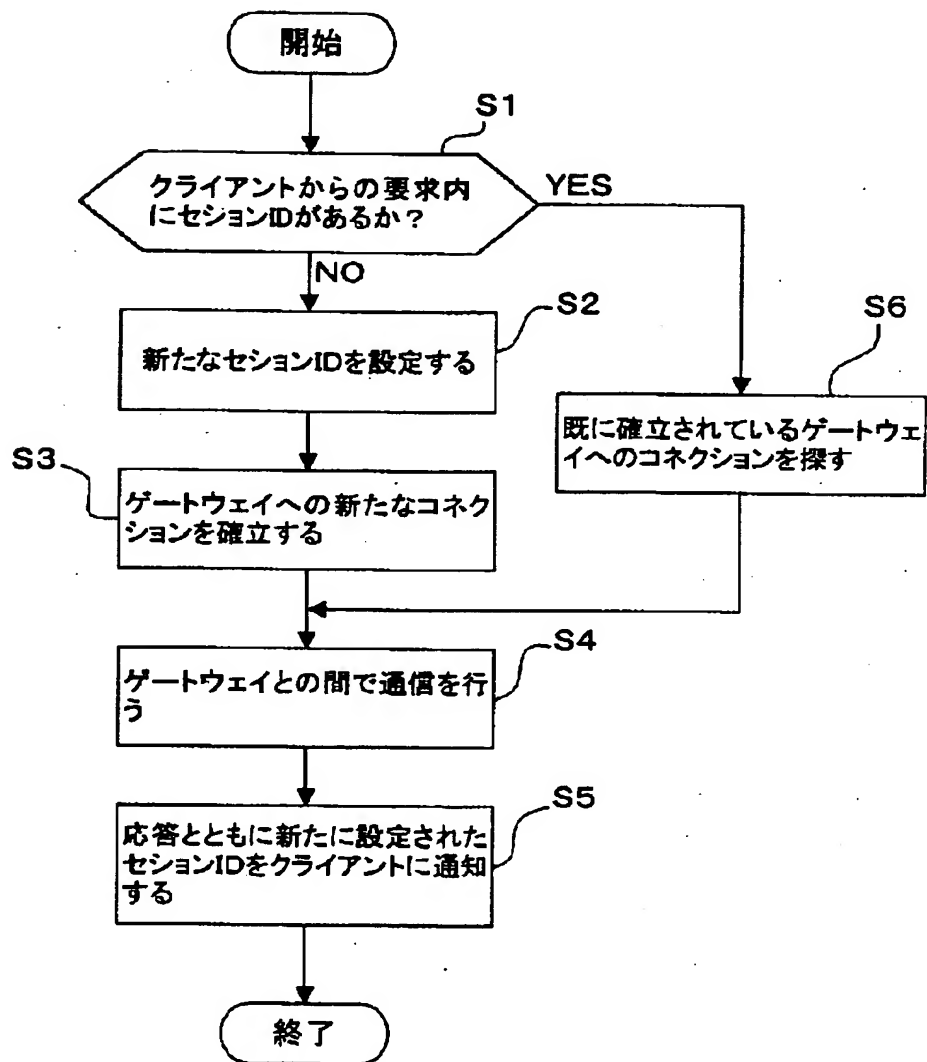 開始
S1
クライアントからの要求内
にセションIDがあるか？
YES
NO
S2
新たなセションIDを設定する
S6
既に確立されているゲートウェ
イへのコネクションを探す
S3
ゲートウェイへの新たなコネク
ションを確立する
S4
ゲートウェイとの間で通信を行
う
S5
応答とともに新たに設定された
セションIDをクライアントに通知
する
終了